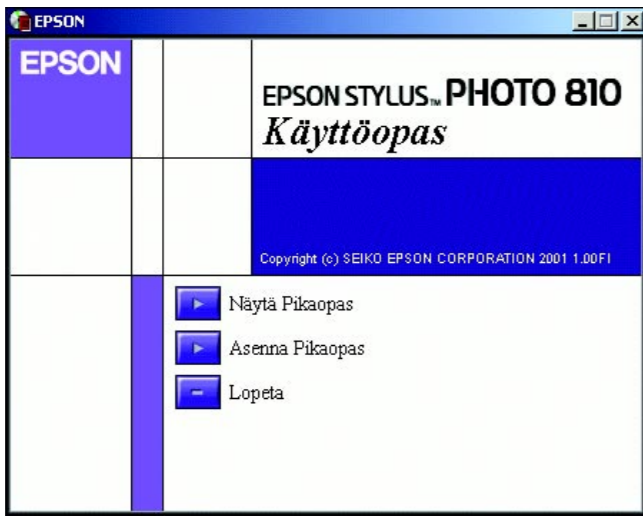 EPSON
EPSON
EPSON STYLUS™ PHOTO 810
Käyttöopas
Copyright (c) SEIKO EPSON CORPORATION 2001 1.00FI
Näytä Pikaopas
Asenna Pikaopas
Lopeta